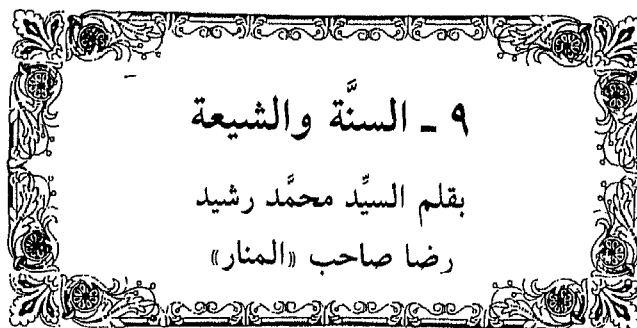 ٩ - السنَّة والشيعة
بقلم السيِّد محمَّد رشيد
رضا صاحب «المنار»